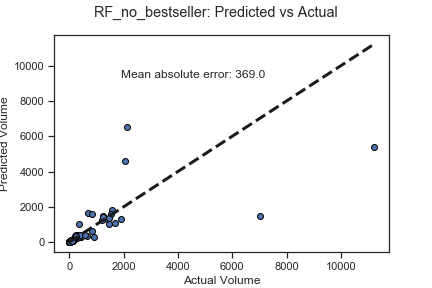 RF_no_bestseller: Predicted vs Actual
Mean absolute error: 369.0
10000
8000
6000
4000
2000
0
Predicted Volume
0 2000 4000 6000 8000 10000
Actual Volume